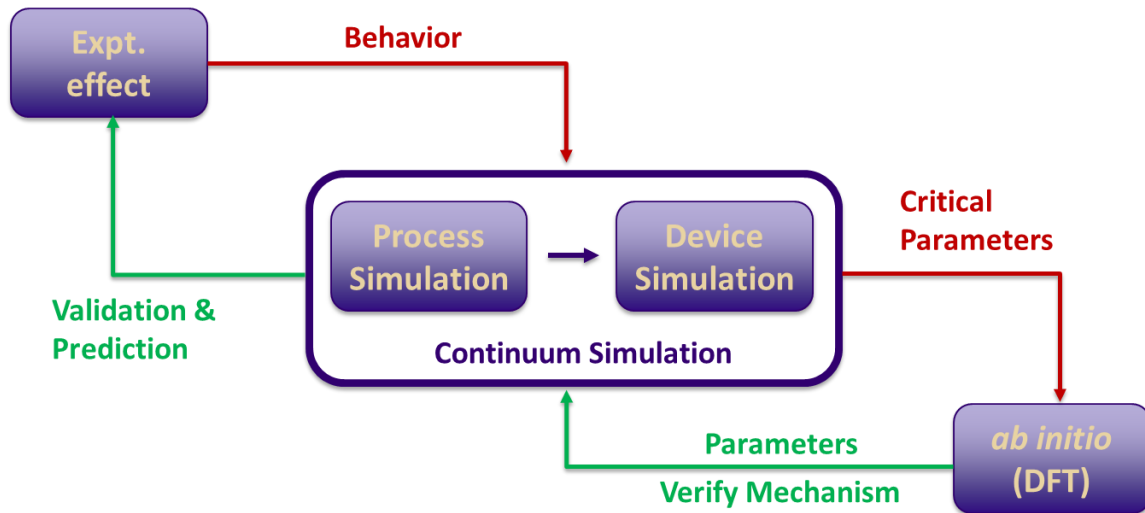 Expt.
effect
Behavior
Process
Simulation
Device
Simulation
Continuum Simulation
Critical
Parameters
Validation &
Prediction
ab initio
(DFT)
Parameters
Verify Mechanism